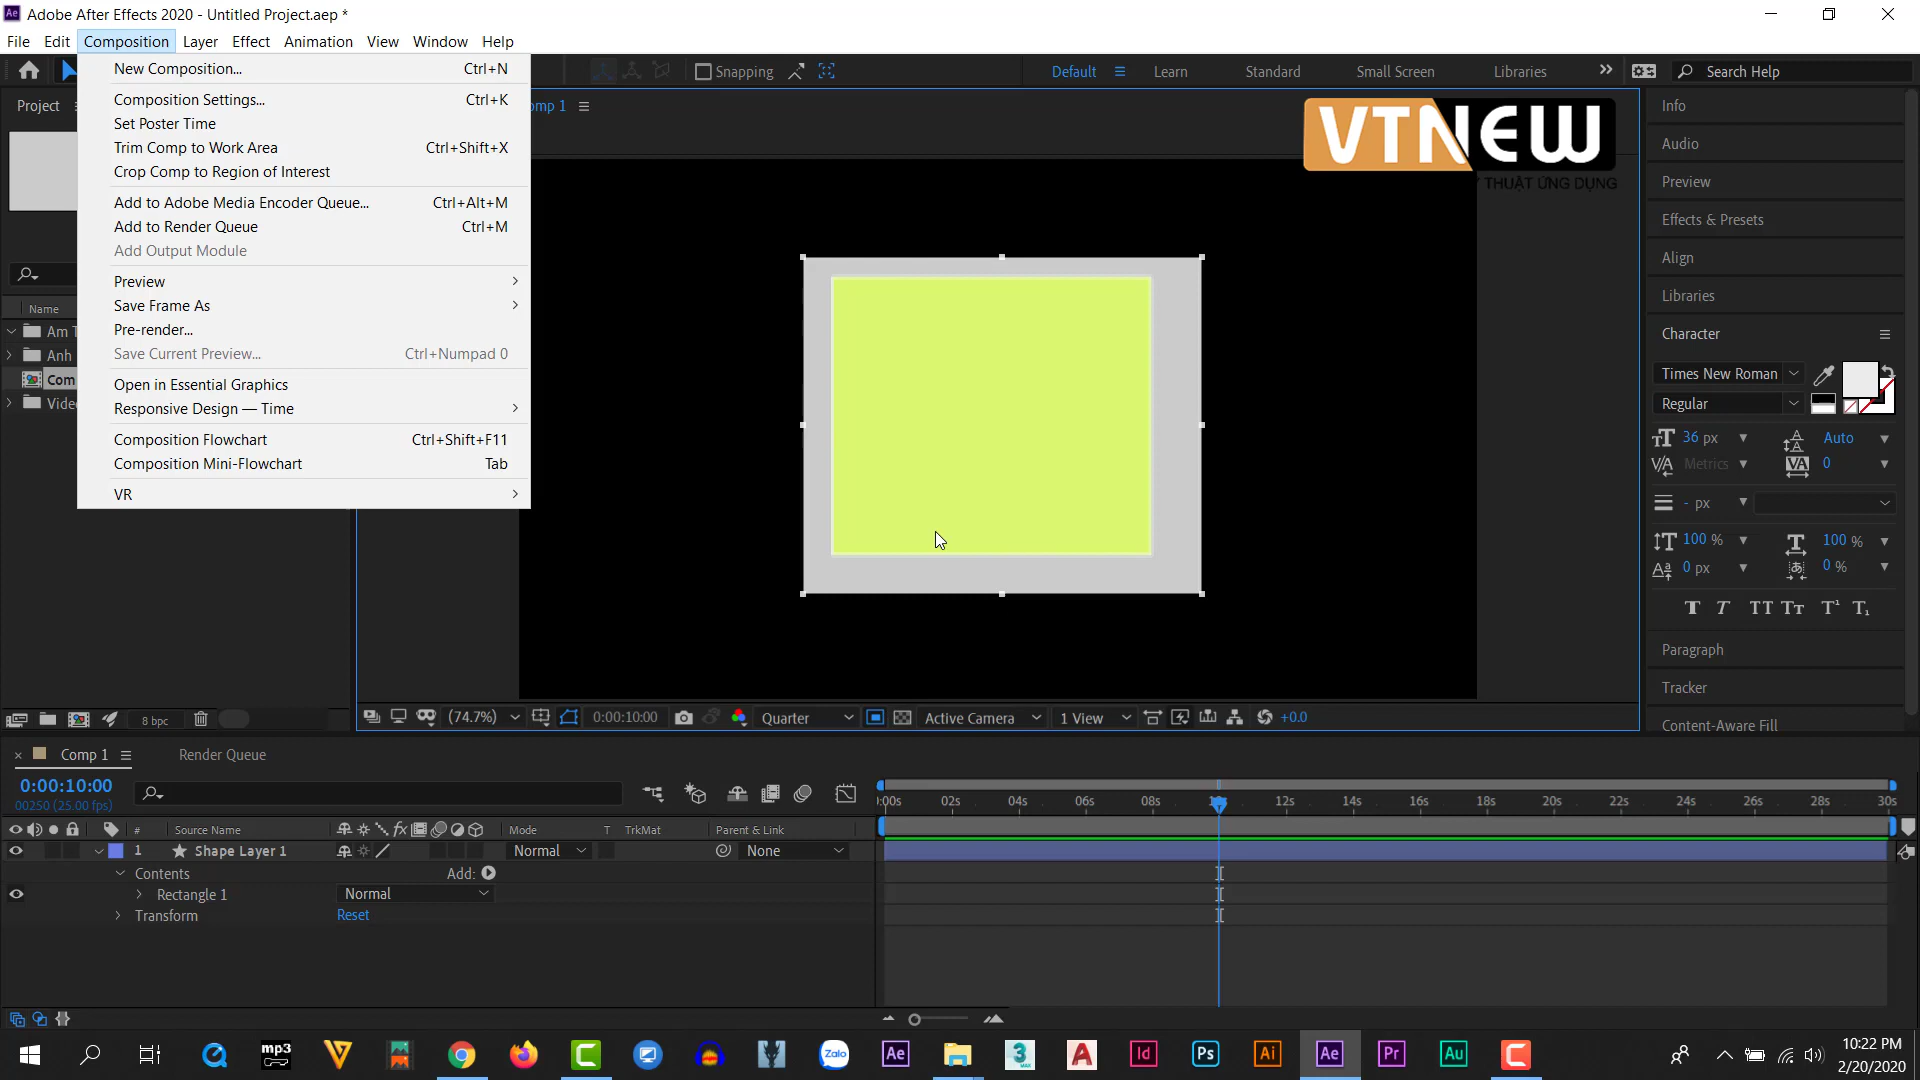 Adobe After Effects 2020 - Untitled Project.aep *
File Edit Composition Layer Effect Animation View Window Help
Snapping Default Learn Standard Small Screen Libraries Search Help
Project
New Composition... Ctrl+N
Composition Settings... Ctrl+K
Set Poster Time
Trim Comp to Work Area Ctrl+Shift+X
Crop Comp to Region of Interest
Add to Adobe Media Encoder Queue... Ctrl+Alt+M
Add to Render Queue Ctrl+M
Add Output Module
Preview
Save Frame As
Pre-render...
Save Current Preview... Ctrl+Numpad 0
Open in Essential Graphics
Responsive Design — Time
Composition Flowchart Ctrl+Shift+F11
Composition Mini-Flowchart Tab
VR
Name
Am T
Anh
Com
Vide
8 bpc
omp 1
VTNEW
THUẬT ỨNG DỤNG
(74.7%) 0:00:10:00 Quarter Active Camera 1 View +0.0
Info
Audio
Preview
Effects & Presets
Align
Libraries
Character
Times New Roman
Regular
36 px Auto
Metrics 0
- px
100 % 100 %
0 px 0 %
T T TT Tt T¹ T₁
Paragraph
Tracker
Content-Aware Fill
Comp 1 Render Queue
0:00:10:00
00250 (25.00 fps)
:00s 02s 04s 06s 08s 12s 14s 16s 18s 20s 22s 24s 26s 28s 30s
# Source Name Mode T TrkMat Parent & Link
1 Shape Layer 1 Normal None
Contents Add:
Rectangle 1 Normal
Transform Reset
mp3 Zalo Ae 3 MAX A Id Ps Ai Ae Pr Au
10:22 PM
2/20/2020